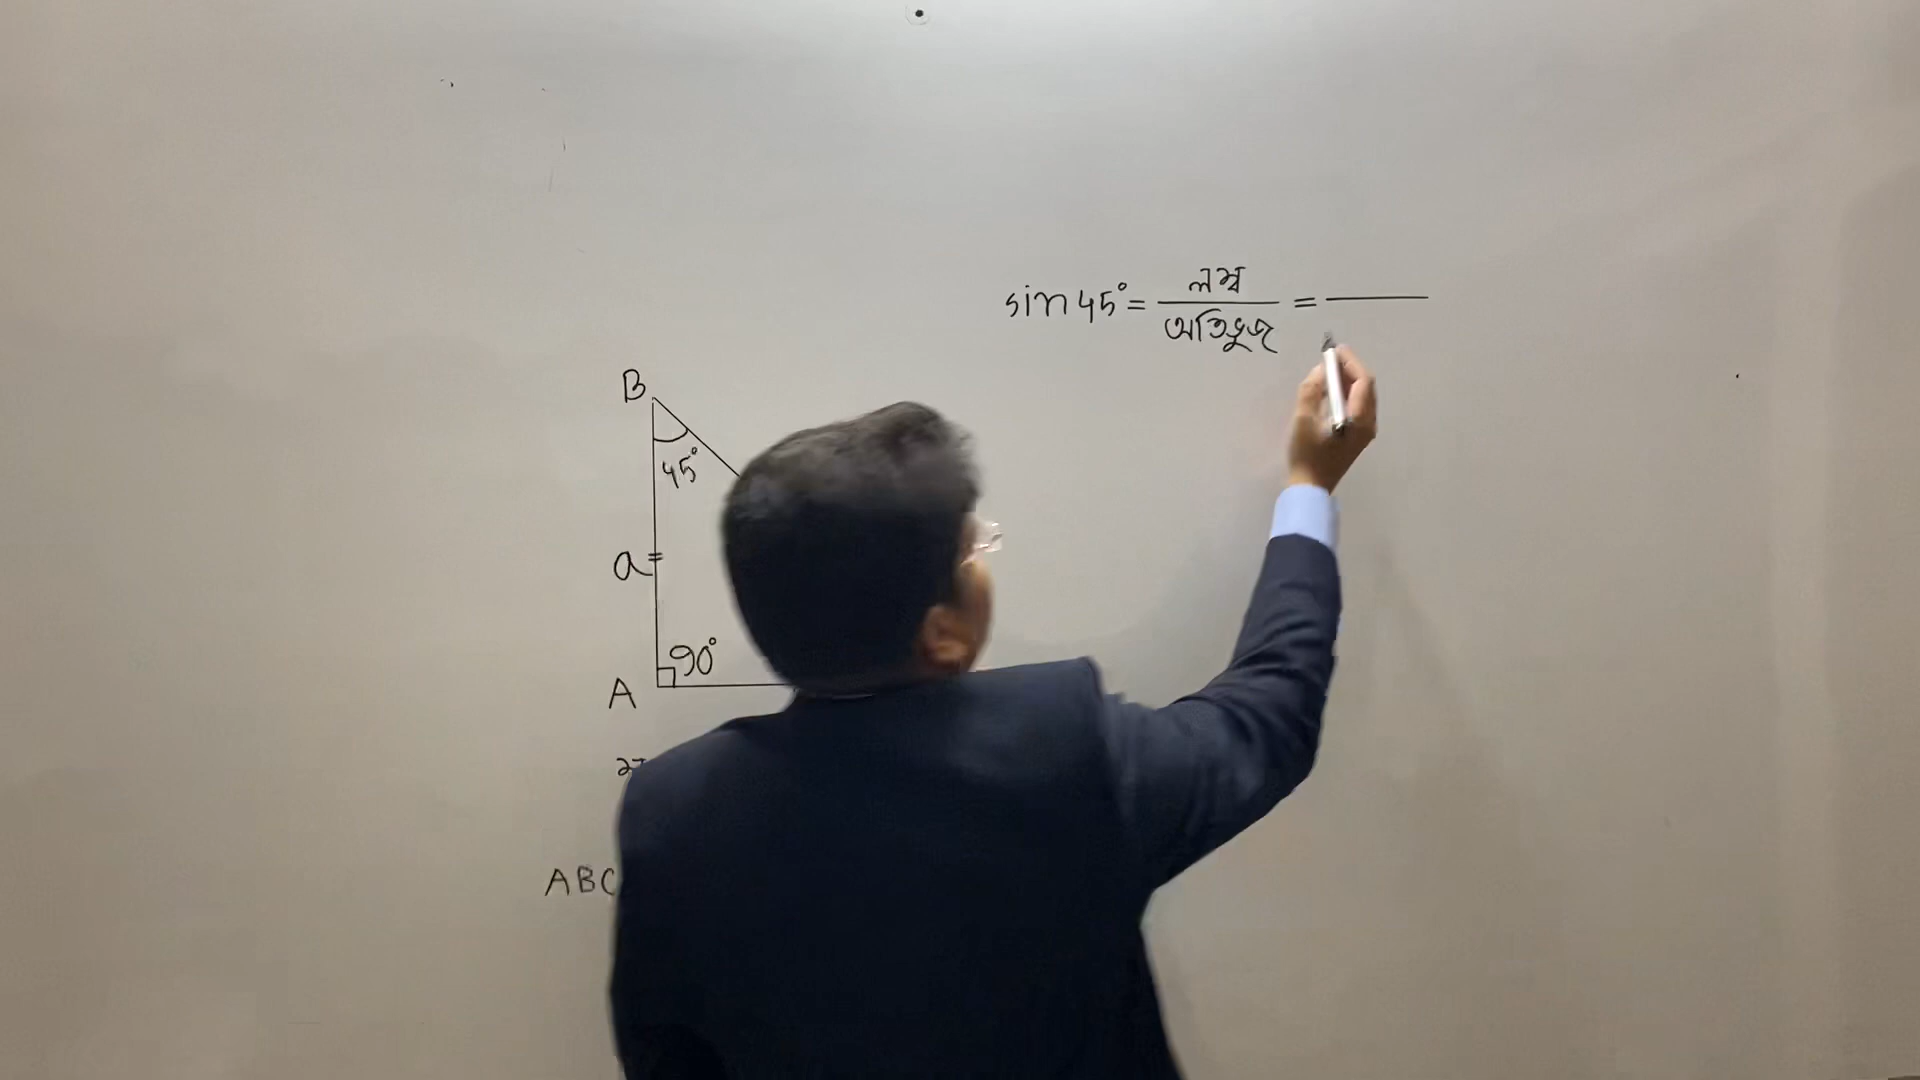 sin 45° = লম্ব / অতিভূজ =
B
45°
a
90°
A
ABC